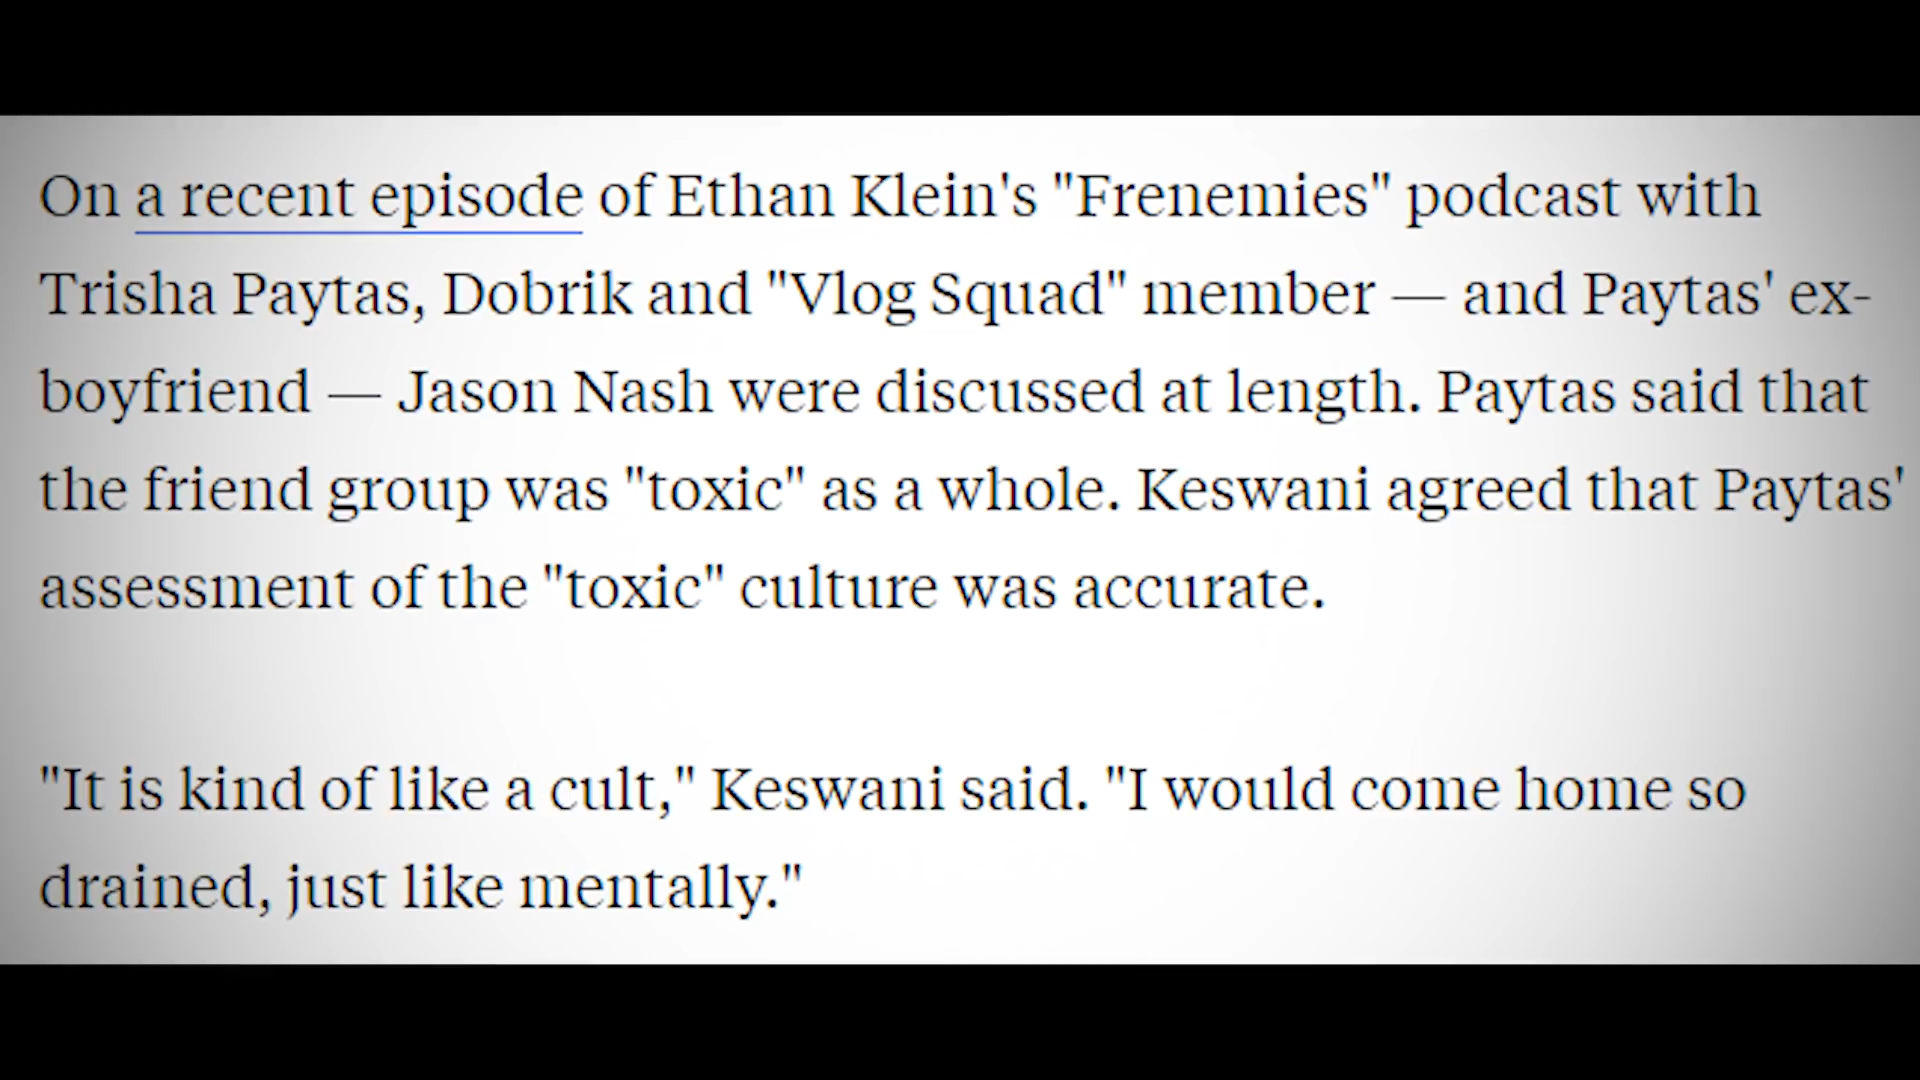 On a recent episode of Ethan Klein's "Frenemies" podcast with
Trisha Paytas, Dobrik and "Vlog Squad" member — and Paytas' ex-
boyfriend — Jason Nash were discussed at length. Paytas said that
the friend group was "toxic" as a whole. Keswani agreed that Paytas'
assessment of the "toxic" culture was accurate.
"It is kind of like a cult," Keswani said. "I would come home so
drained, just like mentally."